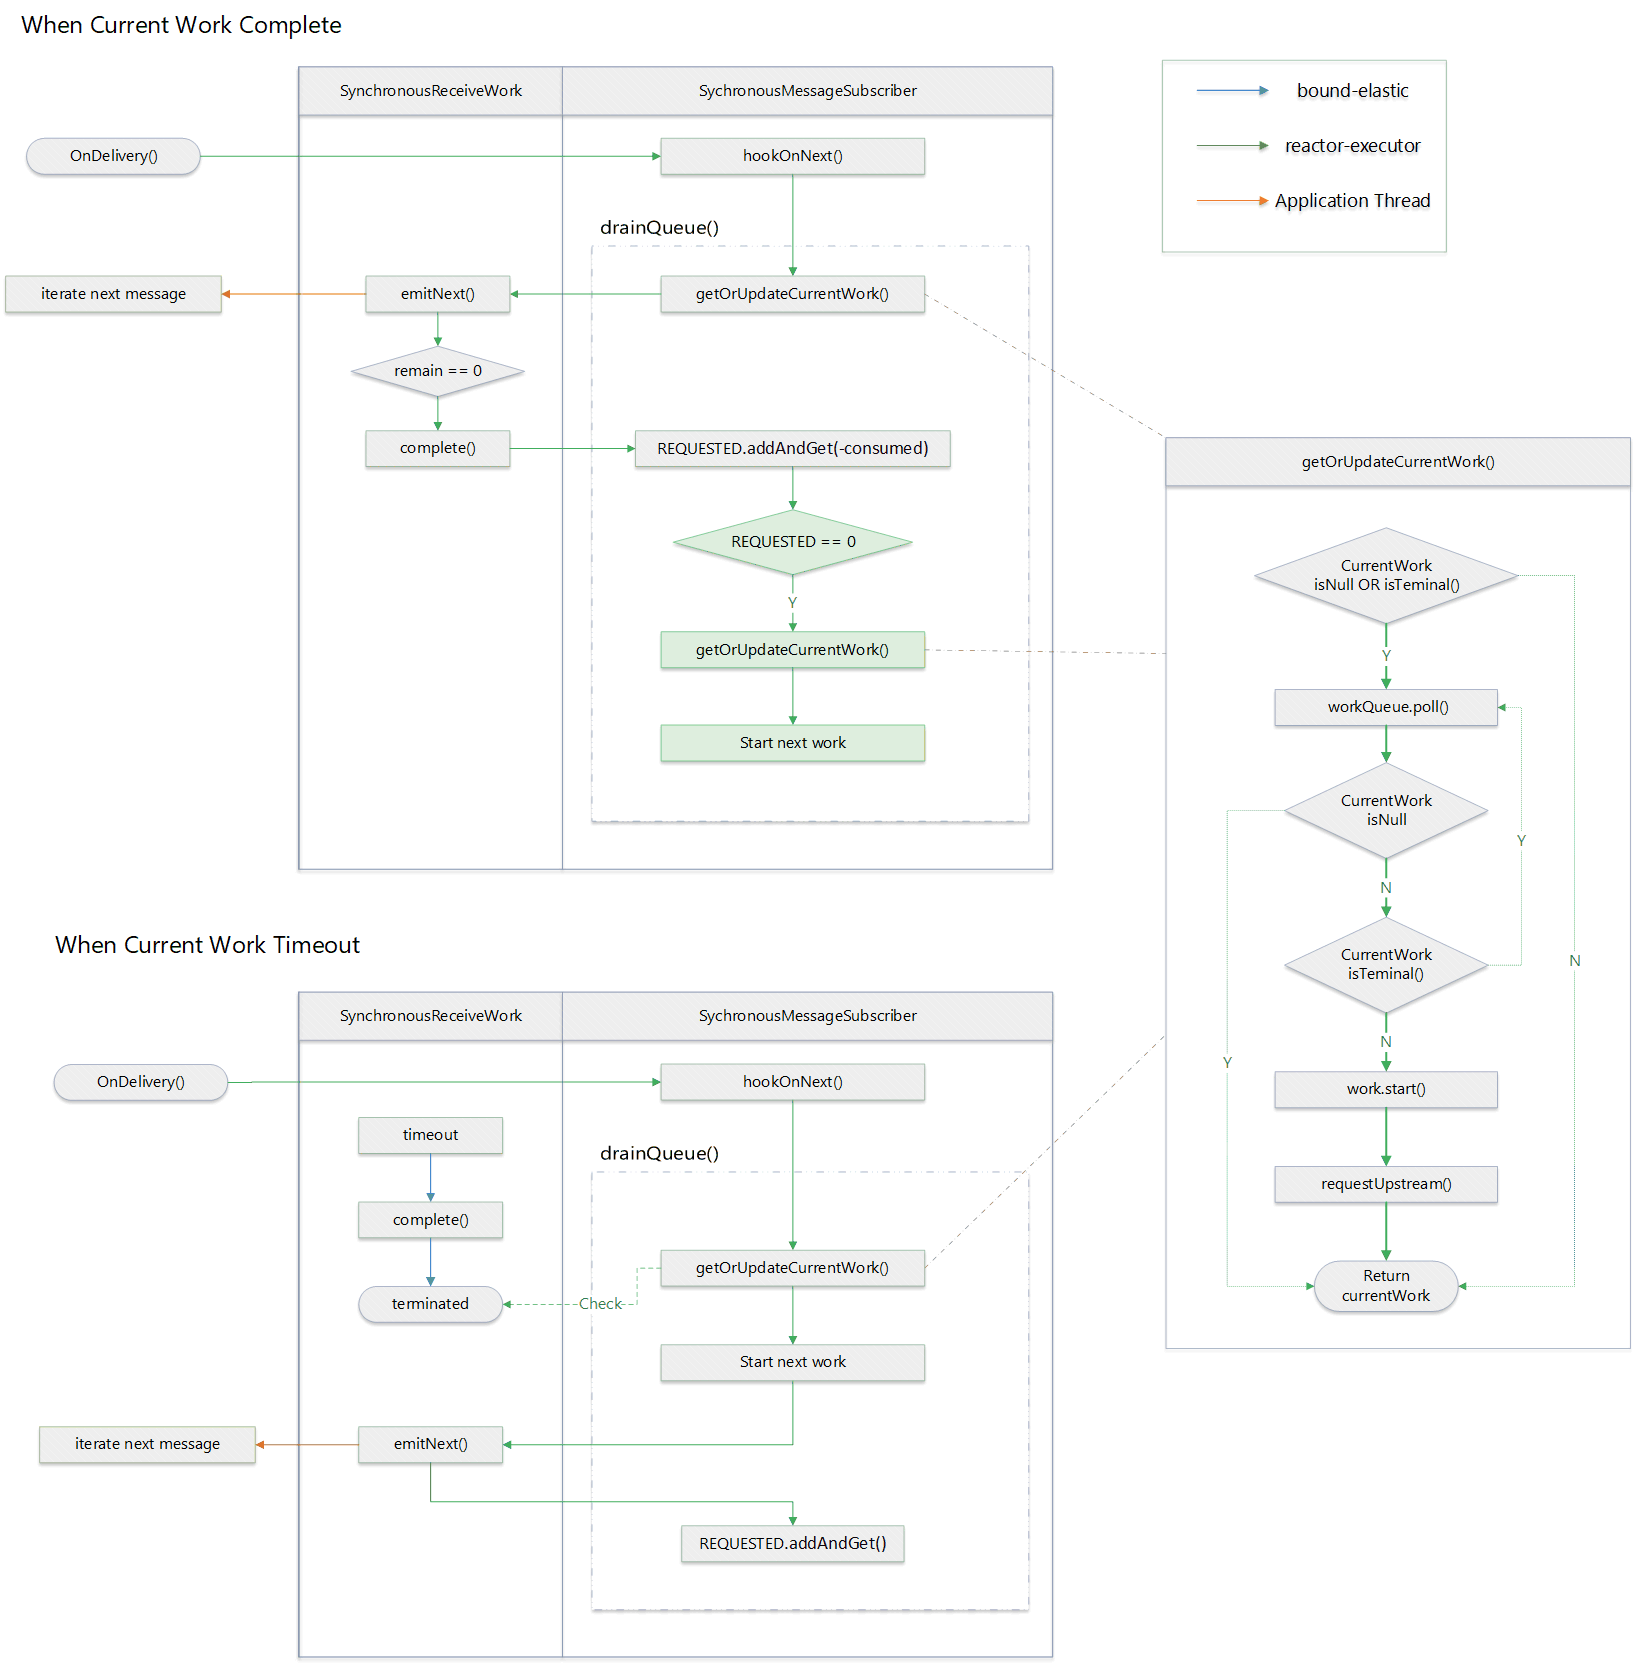 When Current Work Complete
SynchronousReceiveWork
SychronousMessageSubscriber
OnDelivery()
hookOnNext()
drainQueue()
iterate next message
emitNext()
getOrUpdateCurrentWork()
remain == 0
complete()
REQUESTED.addAndGet(-consumed)
REQUESTED == 0
Y
getOrUpdateCurrentWork()
Start next work
bound-elastic
reactor-executor
Application Thread
getOrUpdateCurrentWork()
CurrentWork
isNull OR isTeminal()
Y
workQueue.poll()
CurrentWork
isNull
Y
N
CurrentWork
isTeminal()
N
N
Y
work.start()
requestUpstream()
Return
currentWork
When Current Work Timeout
SynchronousReceiveWork
SychronousMessageSubscriber
OnDelivery()
hookOnNext()
timeout
drainQueue()
complete()
getOrUpdateCurrentWork()
terminated
Check
Start next work
iterate next message
emitNext()
REQUESTED.addAndGet()